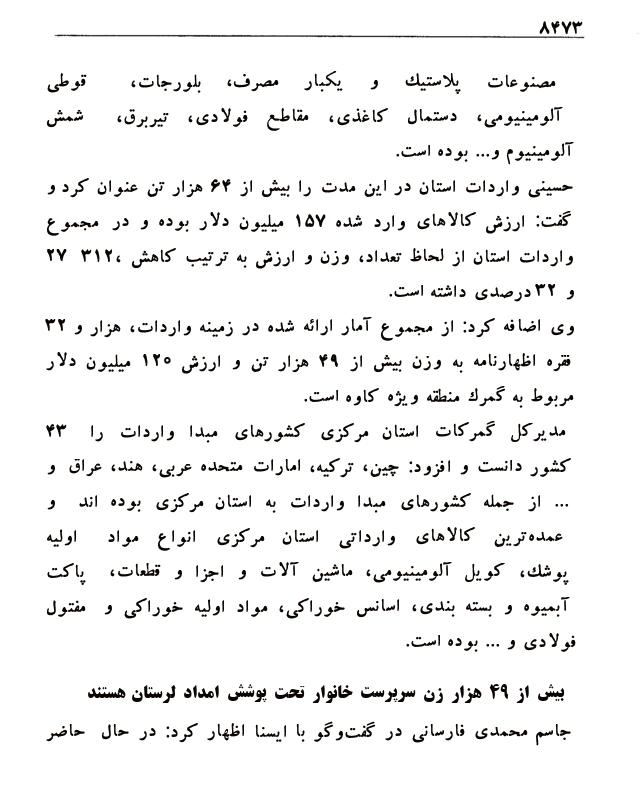 ۸۴۷۳
مصنوعات پلاستیك و یکبار مصرف، بلورجات، قوطی
آلومینیومی، دستمال کاغذی، مقاطع فولادی، تیربرق، شمش
آلومینیوم و... بوده است.
حسینی واردات استان در این مدت را بیش از ۶۴ هزار تن عنوان کرد و
گفت: ارزش کالاهای وارد شده ۱۵۷ میلیون دلار بوده و در مجموع
واردات استان از لحاظ تعداد، وزن و ارزش به ترتیب کاهش ،۳۱۲ ۲۷
و ۳۲ درصدی داشته است.
وی اضافه کرد: از مجموع آمار ارائه شده در زمینه واردات، هزار و ۳۲
فقره اظهارنامه به وزن بیش از ۴۹ هزار تن و ارزش ۱۲۰ میلیون دلار
مربوط به گمرك منطقه ویژه کاوه است.
مدیرکل گمرکات استان مرکزی کشورهای مبدا واردات را ۴۳
کشور دانست و افزود: چین، ترکیه، امارات متحده عربی، هند، عراق و
... از جمله کشورهای مبدا واردات به استان مرکزی بوده اند و
عمده‌ترین کالاهای وارداتی استان مرکزی انواع مواد اولیه
پوشك، کویل آلومینیومی، ماشین آلات و اجزا و قطعات، پاکت
آبمیوه و بسته بندی، اسانس خوراکی، مواد اولیه خوراکی و مفتول
فولادی و ... بوده است.
بیش از ۴۹ هزار زن سرپرست خانوار تحت پوشش امداد لرستان هستند
جاسم محمدی فارسانی در گفت‌وگو با ایسنا اظهار کرد: در حال حاضر